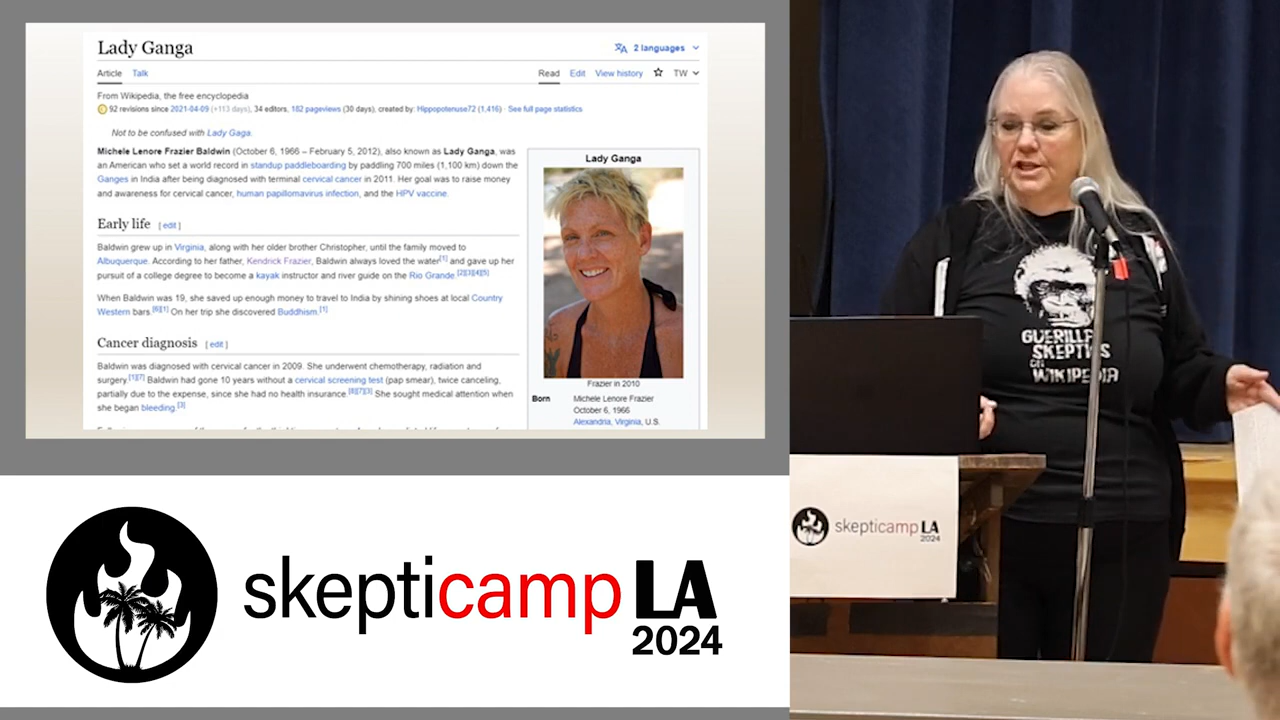 Lady Ganga
2 languages
Article Talk
Read Edit View history TW
From Wikipedia, the free encyclopedia
92 revisions since 2021-04-09 (+113 days), 34 editors, 182 pageviews (30 days), created by: Hippopotenuse72 (1,416) · See full page statistics
Not to be confused with Lady Gaga.
Michele Lenore Frazier Baldwin (October 6, 1966 – February 5, 2012), also known as Lady Ganga, was
an American who set a world record in standup paddleboarding by paddling 700 miles (1,100 km) down the
Ganges in India after being diagnosed with terminal cervical cancer in 2011. Her goal was to raise money
and awareness for cervical cancer, human papillomavirus infection, and the HPV vaccine.
Early life [ edit ]
Baldwin grew up in Virginia, along with her older brother Christopher, until the family moved to
Albuquerque. According to her father, Kendrick Frazier, Baldwin always loved the water[1] and gave up her
pursuit of a college degree to become a kayak instructor and river guide on the Rio Grande.[2][3][4][5]
When Baldwin was 19, she saved up enough money to travel to India by shining shoes at local Country
Western bars.[6][1] On her trip she discovered Buddhism.[1]
Cancer diagnosis [ edit ]
Baldwin was diagnosed with cervical cancer in 2009. She underwent chemotherapy, radiation and
surgery.[1][7] Baldwin had gone 10 years without a cervical screening test (pap smear), twice canceling,
partially due to the expense, since she had no health insurance.[8][7][3] She sought medical attention when
she began bleeding.[3]
Lady Ganga
Frazier in 2010
Born Michele Lenore Frazier
October 6, 1966
Alexandria, Virginia, U.S.
skepticamp LA
2024
GUERILLA
SKEPTICS
ON
WIKIPEDIA
skepticamp LA
2024